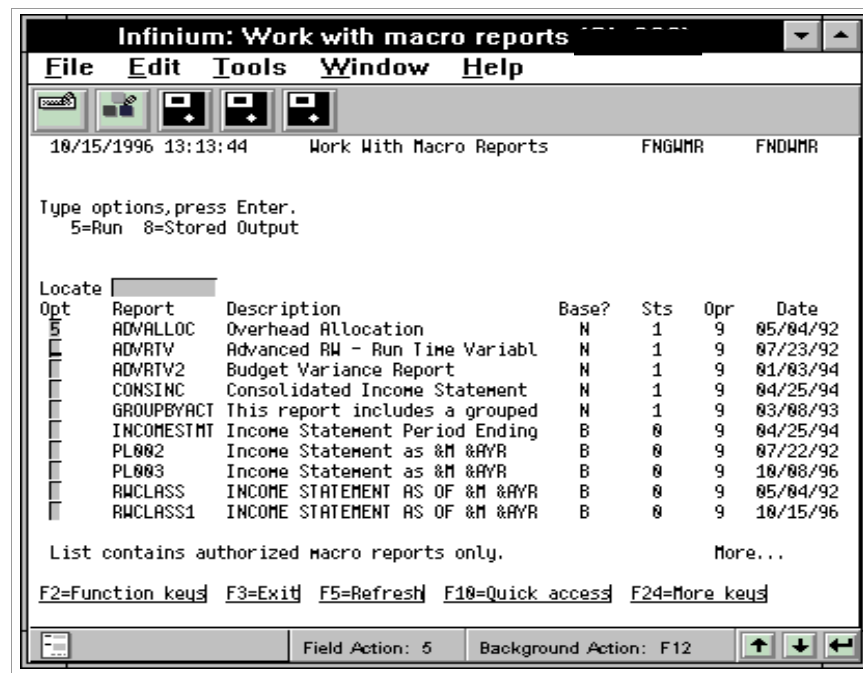 Infinium: Work with macro reports
File Edit Tools Window Help
10/15/1996 13:13:44 Work With Macro Reports FNGWMR FNDWMR
Type options,press Enter.
5=Run 8=Stored Output
Locate
Opt Report Description Base? Sts Opr Date
5 ADVALLOC Overhead Allocation N 1 9 05/04/92
ADVRTV Advanced RW - Run Time Variabl N 1 9 07/23/92
ADVRTV2 Budget Variance Report N 1 9 01/03/94
CONSINC Consolidated Income Statement N 1 9 04/25/94
GROUPBYACT This report includes a grouped N 1 9 03/08/93
INCOMESTMT Income Statement Period Ending B 0 9 04/25/94
PL002 Income Statement as &M &AYR B 0 9 07/22/92
PL003 Income Statement as &M &AYR B 0 9 10/08/96
RWCLASS INCOME STATEMENT AS OF &M &AYR B 0 9 05/04/92
RWCLASS1 INCOME STATEMENT AS OF &M &AYR B 0 9 10/15/96
List contains authorized macro reports only. More...
F2=Function keys F3=Exit F5=Refresh F10=Quick access F24=More keys
Field Action: 5 Background Action: F12